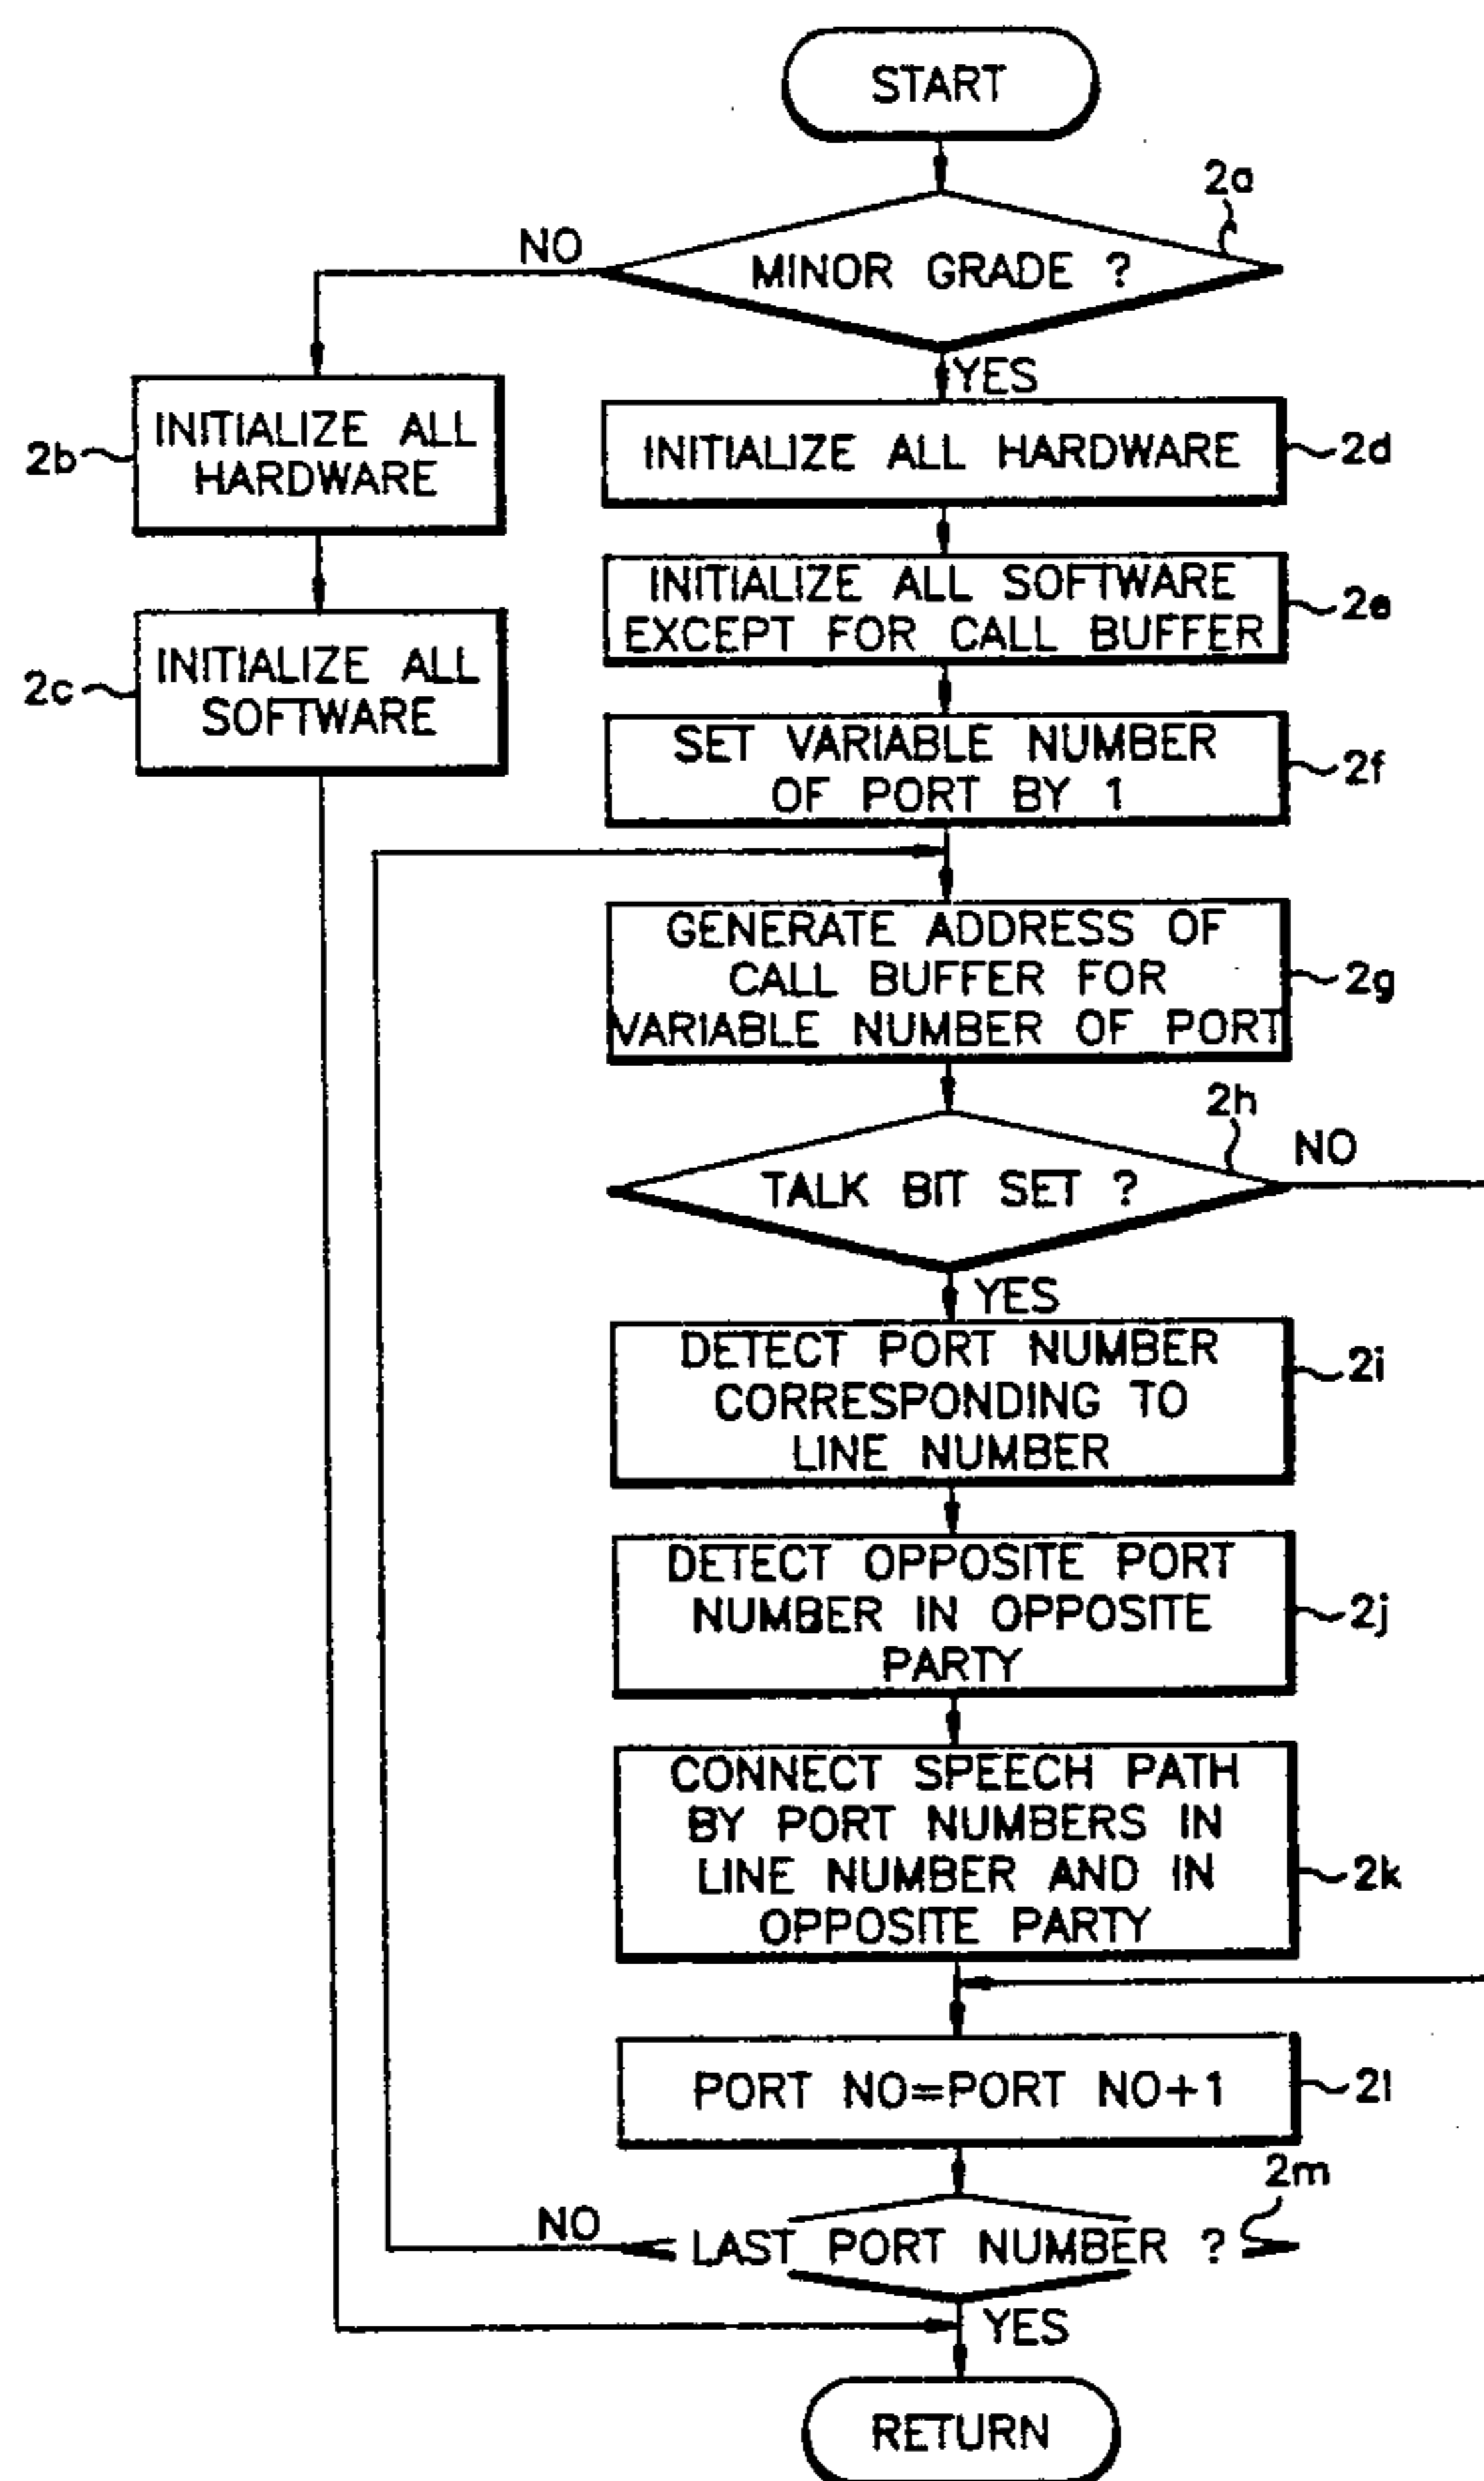 START
2a
NO
MINOR GRADE ?
YES
INITIALIZE ALL
HARDWARE
2b
INITIALIZE ALL HARDWARE
2d
INITIALIZE ALL SOFTWARE
EXCEPT FOR CALL BUFFER
2e
INITIALIZE ALL
SOFTWARE
2c
SET VARIABLE NUMBER
OF PORT BY 1
2f
GENERATE ADDRESS OF
CALL BUFFER FOR
VARIABLE NUMBER OF PORT
2g
2h
NO
TALK BIT SET ?
YES
DETECT PORT NUMBER
CORRESPONDING TO
LINE NUMBER
2i
DETECT OPPOSITE PORT
NUMBER IN OPPOSITE
PARTY
2j
CONNECT SPEECH PATH
BY PORT NUMBERS IN
LINE NUMBER AND IN
OPPOSITE PARTY
2k
PORT NO=PORT NO+1
2l
2m
NO
LAST PORT NUMBER ?
YES
RETURN